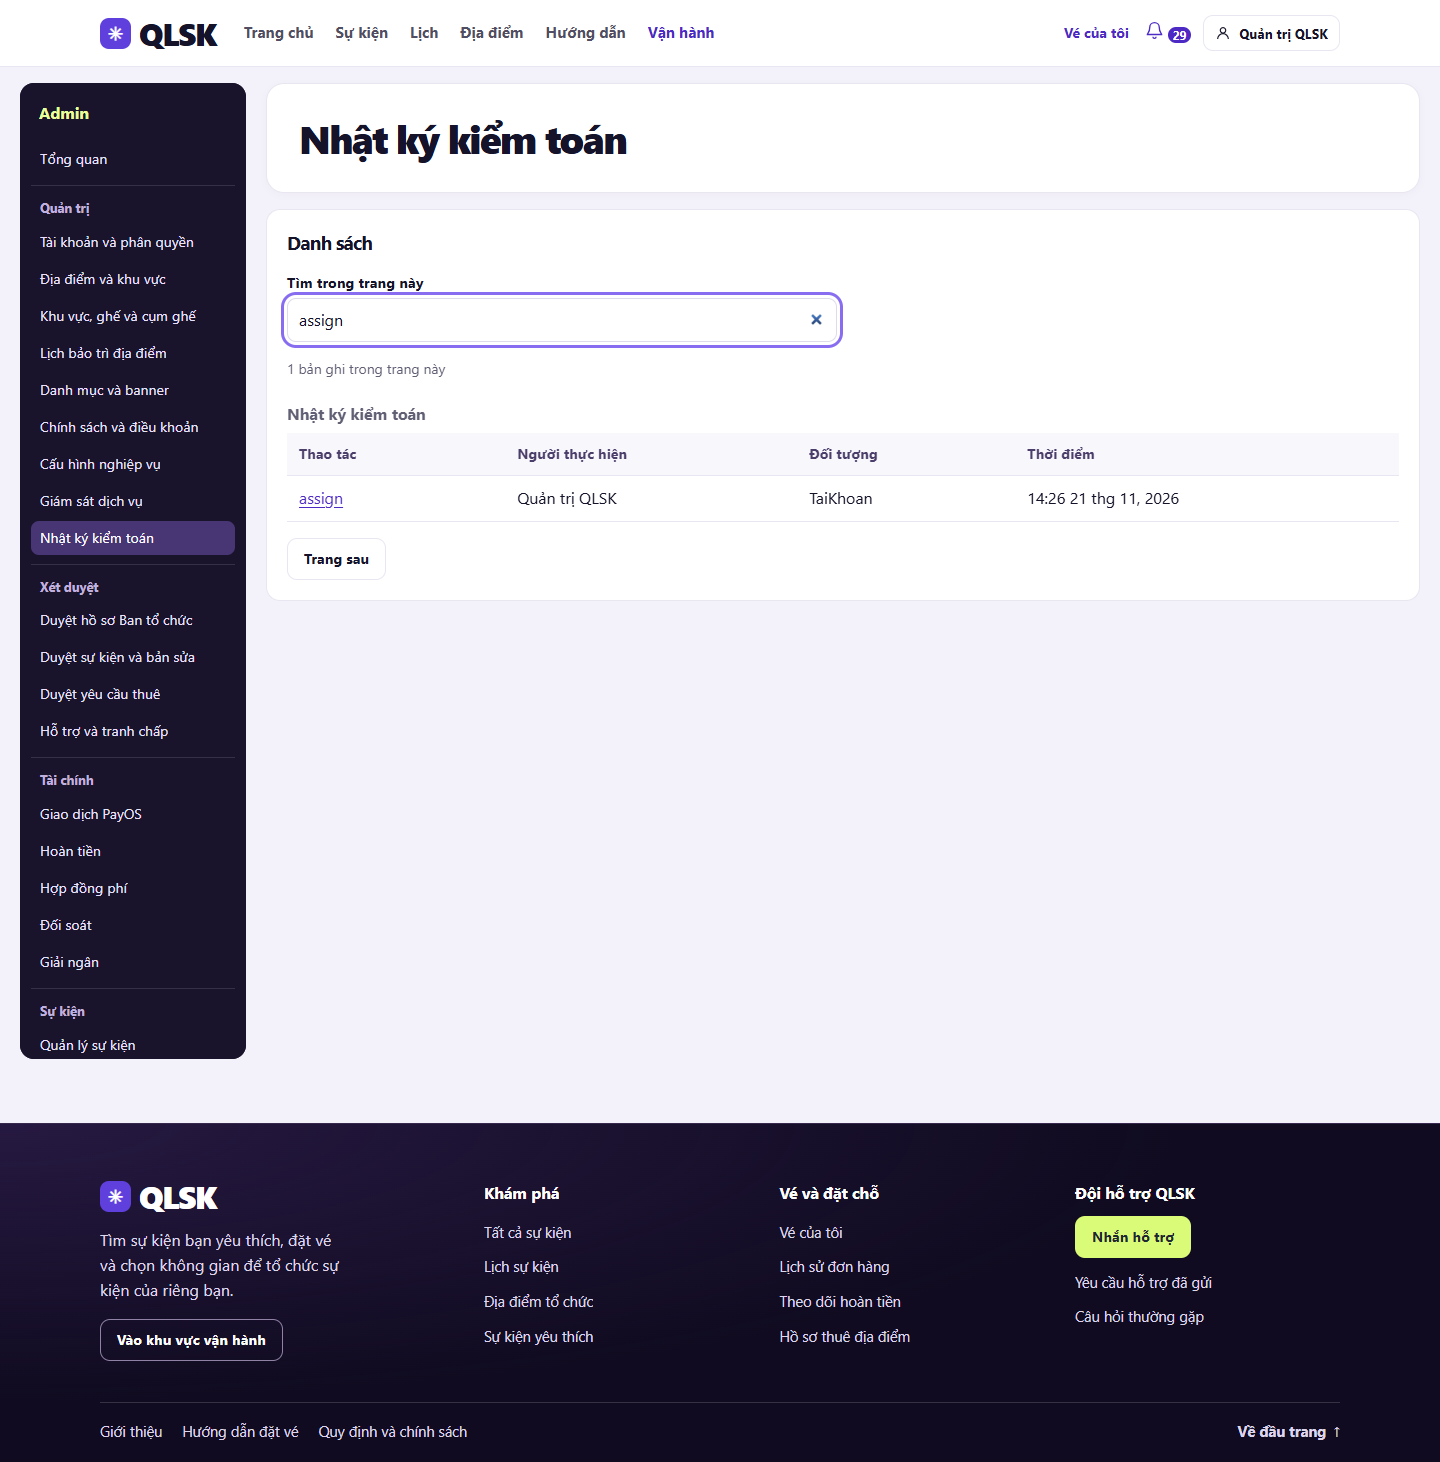 QLSK
Trang chủ
Sự kiện
Lịch
Địa điểm
Hướng dẫn
Vận hành
Vé của tôi
29
Quản trị QLSK
Admin
Tổng quan
Quản trị
Tài khoản và phân quyền
Địa điểm và khu vực
Khu vực, ghế và cụm ghế
Lịch bảo trì địa điểm
Danh mục và banner
Chính sách và điều khoản
Cấu hình nghiệp vụ
Giám sát dịch vụ
Nhật ký kiểm toán
Xét duyệt
Duyệt hồ sơ Ban tổ chức
Duyệt sự kiện và bản sửa
Duyệt yêu cầu thuê
Hỗ trợ và tranh chấp
Tài chính
Giao dịch PayOS
Hoàn tiền
Hợp đồng phí
Đối soát
Giải ngân
Sự kiện
Quản lý sự kiện
Nhật ký kiểm toán
Danh sách
Tìm trong trang này
assign
1 bản ghi trong trang này
Nhật ký kiểm toán
Thao tác Người thực hiện Đối tượng Thời điểm
assign Quản trị QLSK TaiKhoan 14:26 21 thg 11, 2026
Trang sau
QLSK
Tìm sự kiện bạn yêu thích, đặt vé
và chọn không gian để tổ chức sự
kiện của riêng bạn.
Vào khu vực vận hành
Khám phá
Tất cả sự kiện
Lịch sự kiện
Địa điểm tổ chức
Sự kiện yêu thích
Vé và đặt chỗ
Vé của tôi
Lịch sử đơn hàng
Theo dõi hoàn tiền
Hồ sơ thuê địa điểm
Đội hỗ trợ QLSK
Nhắn hỗ trợ
Yêu cầu hỗ trợ đã gửi
Câu hỏi thường gặp
Giới thiệu
Hướng dẫn đặt vé
Quy định và chính sách
Về đầu trang ↑